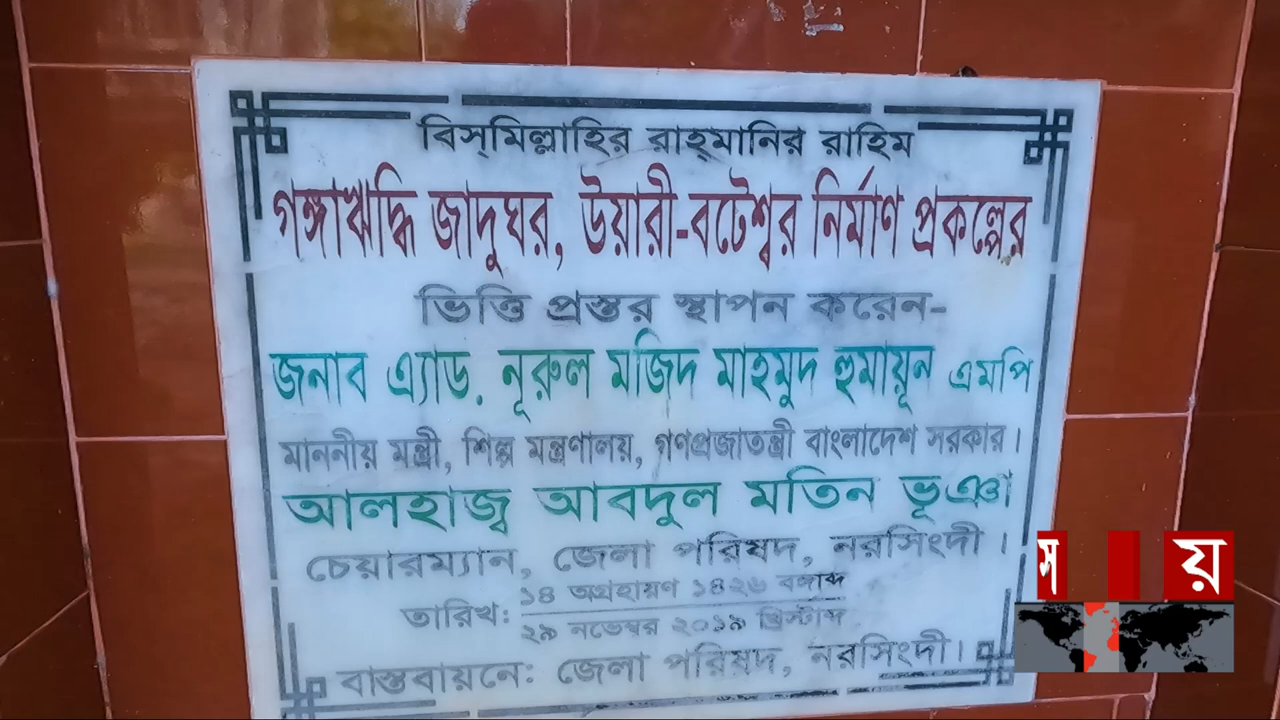 বিস্‌মিল্লাহির রাহ্‌মানির রাহিম
গঙ্গাঋদ্ধি জাদুঘর, উয়ারী-বটেশ্বর নির্মাণ প্রকল্পের
ভিত্তি প্রস্তর স্থাপন করেন-
জনাব এ্যাড. নূরুল মজিদ মাহমুদ হুমায়ূন এমপি
মাননীয় মন্ত্রী, শিল্প মন্ত্রণালয়, গণপ্রজাতন্ত্রী বাংলাদেশ সরকার।
আলহাজ্ব আবদুল মতিন ভূঞা
চেয়ারম্যান, জেলা পরিষদ, নরসিংদী।
১৪ অগ্রহায়ণ ১৪২৬ বঙ্গাব্দ
তারিখ:
২৯ নভেম্বর ২০১৯ খ্রিস্টাব্দ
বাস্তবায়নে: জেলা পরিষদ, নরসিংদী।
স য়